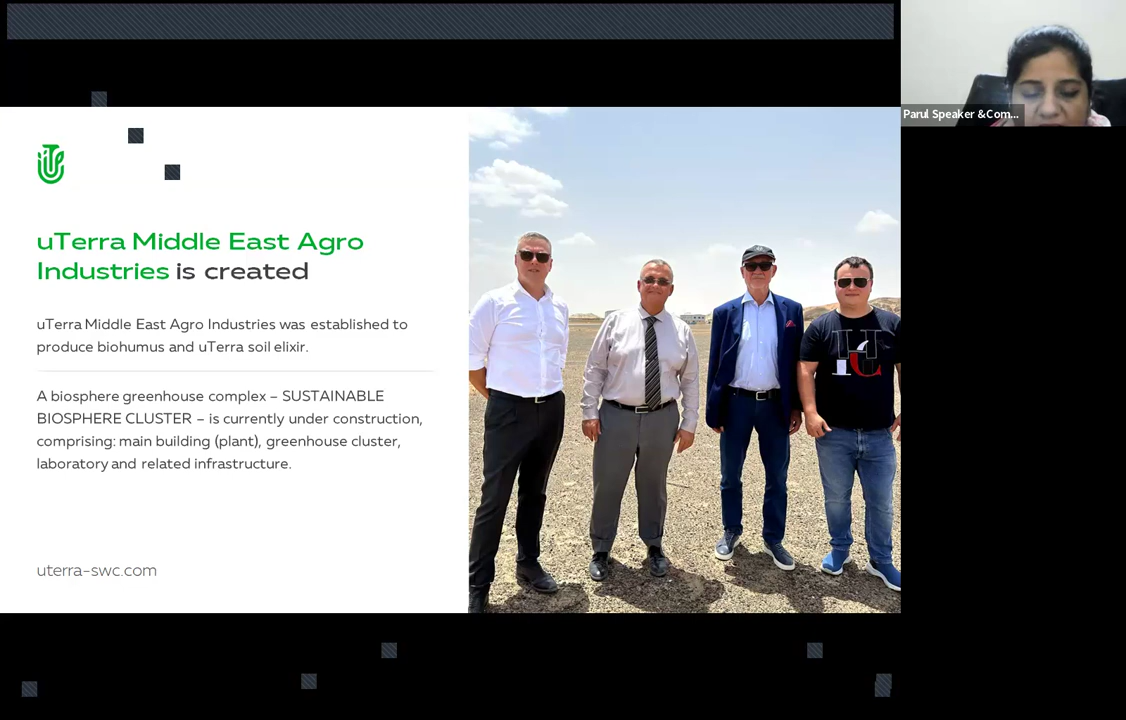 Parul Speaker &Com...
uTerra Middle East Agro
Industries is created
uTerra Middle East Agro Industries was established to
produce biohumus and uTerra soil elixir.
A biosphere greenhouse complex – SUSTAINABLE
BIOSPHERE CLUSTER – is currently under construction,
comprising: main building (plant), greenhouse cluster,
laboratory and related infrastructure.
uterra-swc.com